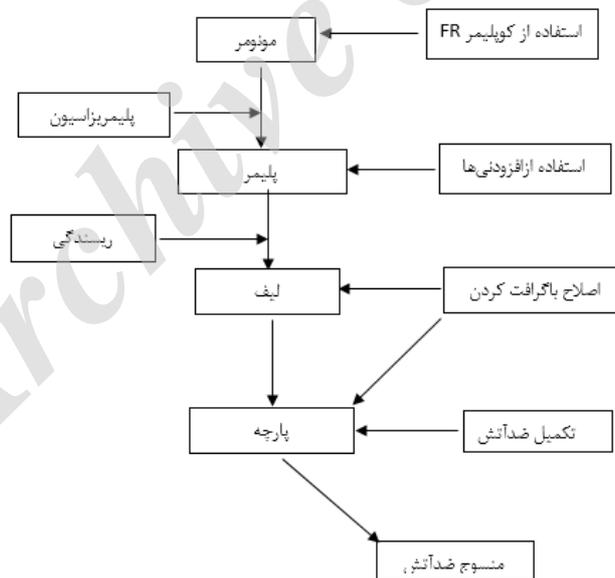 استفاده از کوپلیمر FR
مونومر
پلیمریزاسیون
استفاده ازافزودنی‌ها
پلیمر
ریسندگی
اصلاح باگرافت کردن
لیف
تکمیل ضدآتش
پارچه
منسوج ضدآتش
Archive